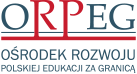 ORPEG
OŚRODEK ROZWOJU
POLSKIEJ EDUKACJI ZA GRANICĄ